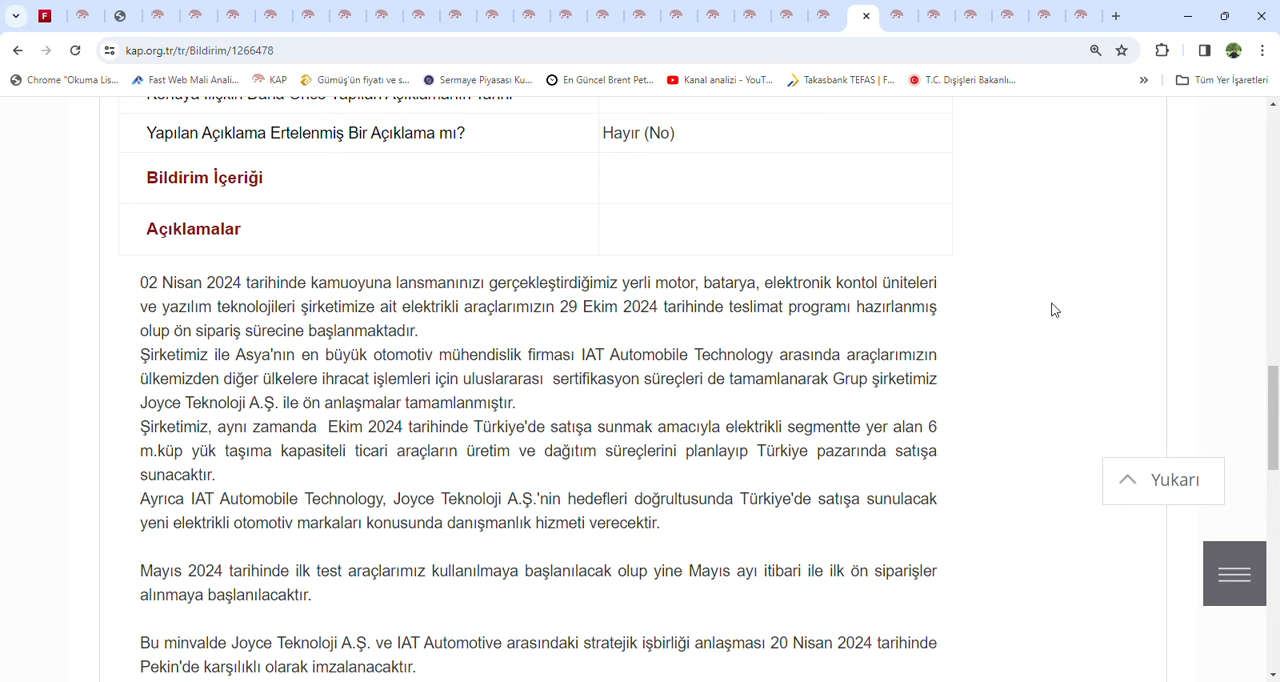 F
kap.org.tr/tr/Bildirim/1266478
Chrome "Okuma Lis...
Fast Web Mali Anali...
KAP
Gümüş'ün fiyatı ve s...
Sermaye Piyasası Ku...
En Güncel Brent Pet...
Kanal analizi - YouT...
Takasbank TEFAS | F...
T.C. Dışişleri Bakanlı...
Tüm Yer İşaretleri
Konuya İlişkin Daha Önce Yapılan Açıklamanın Tarihi
Yapılan Açıklama Ertelenmiş Bir Açıklama mı?
Hayır (No)
Bildirim İçeriği
Açıklamalar
02 Nisan 2024 tarihinde kamuoyuna lansmanınızı gerçekleştirdiğimiz yerli motor, batarya, elektronik kontol üniteleri
ve yazılım teknolojileri şirketimize ait elektrikli araçlarımızın 29 Ekim 2024 tarihinde teslimat programı hazırlanmış
olup ön sipariş sürecine başlanmaktadır.
Şirketimiz ile Asya'nın en büyük otomotiv mühendislik firması IAT Automobile Technology arasında araçlarımızın
ülkemizden diğer ülkelere ihracat işlemleri için uluslararası sertifikasyon süreçleri de tamamlanarak Grup şirketimiz
Joyce Teknoloji A.Ş. ile ön anlaşmalar tamamlanmıştır.
Şirketimiz, aynı zamanda Ekim 2024 tarihinde Türkiye'de satışa sunmak amacıyla elektrikli segmentte yer alan 6
m.küp yük taşıma kapasiteli ticari araçların üretim ve dağıtım süreçlerini planlayıp Türkiye pazarında satışa
sunacaktır.
Ayrıca IAT Automobile Technology, Joyce Teknoloji A.Ş.'nin hedefleri doğrultusunda Türkiye'de satışa sunulacak
yeni elektrikli otomotiv markaları konusunda danışmanlık hizmeti verecektir.
Yukarı
Mayıs 2024 tarihinde ilk test araçlarımız kullanılmaya başlanılacak olup yine Mayıs ayı itibari ile ilk ön siparişler
alınmaya başlanılacaktır.
Bu minvalde Joyce Teknoloji A.Ş. ve IAT Automotive arasındaki stratejik işbirliği anlaşması 20 Nisan 2024 tarihinde
Pekin'de karşılıklı olarak imzalanacaktır.